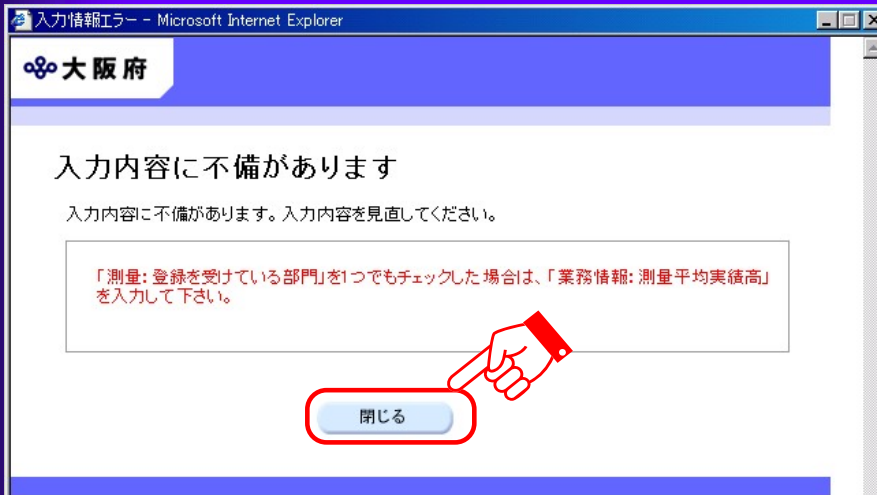 入力情報エラー - Microsoft Internet Explorer
大阪府
入力内容に不備があります
入力内容に不備があります。入力内容を見直してください。
「測量: 登録を受けている部門」を1つでもチェックした場合は、「業務情報: 測量平均実績高」
を入力して下さい。
閉じる